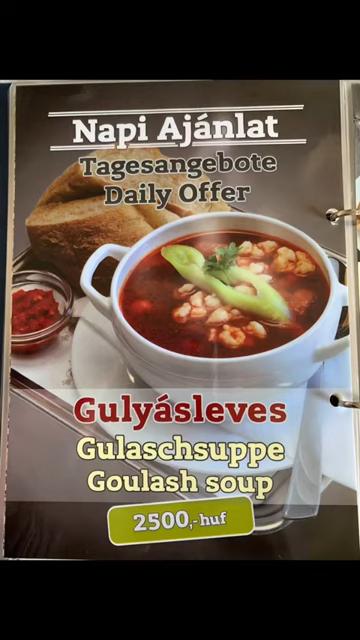 Napi Ajánlat
Tagesangebote
Daily Offer
Gulyásleves
Gulaschsuppe
Goulash soup
2500,-huf